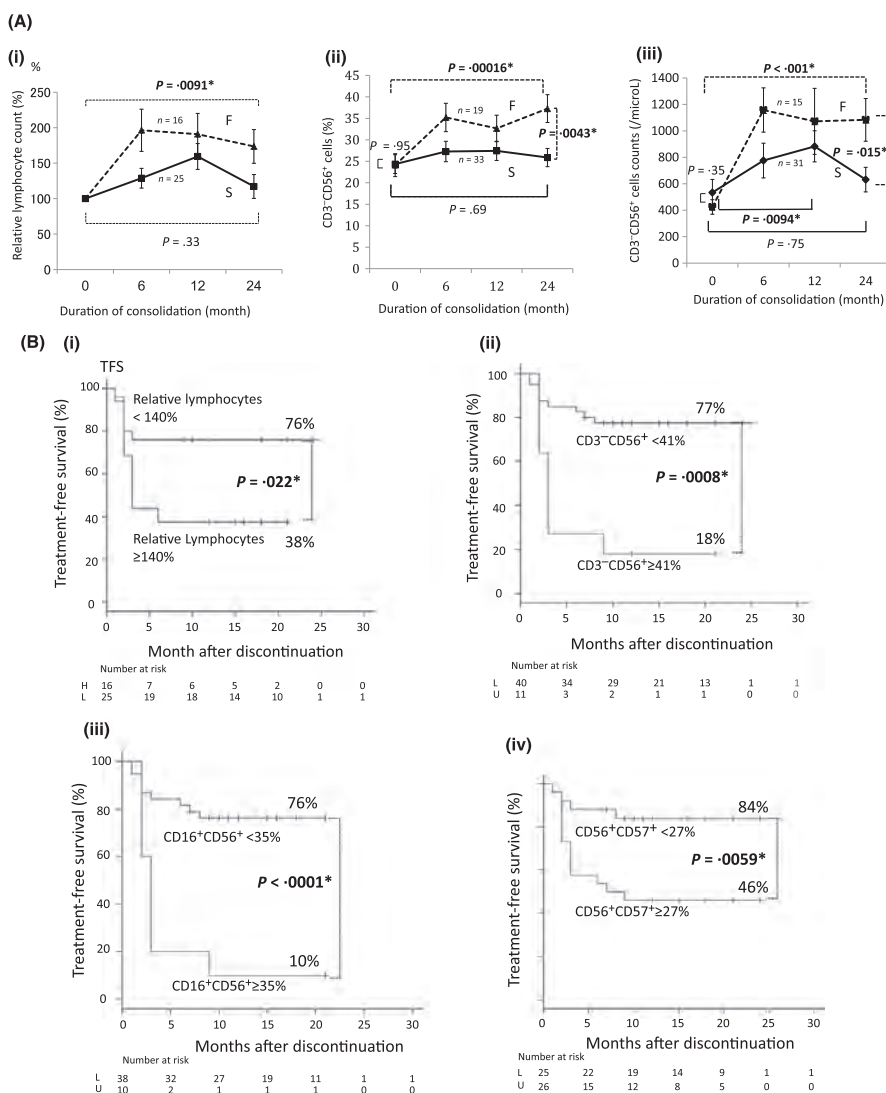 (A)
(i)
%
Relative lymphocyte count (%)
250
200
150
100
50
0
P = ·0091*
n = 16
F
n = 25
S
P = .33
0 6 12 24
Duration of consolidation (month)
(ii)
CD3⁻CD56⁺ cells (%)
45
40
35
30
25
20
15
10
5
0
P = ·00016*
n = 19
F
P = ·95
P = ·0043*
n = 33
S
P = .69
0 6 12 24
Duration of consolidation (month)
(iii)
CD3⁻CD56⁺ cells counts (/microL)
1400
1200
1000
800
600
400
200
0
P < ·001*
n = 15
F
P = ·015*
P = ·35
n = 31
S
P = ·0094*
P = ·75
0 6 12 24
Duration of consolidation (month)
(B)
(i)
TFS
Treatment-free survival (%)
100
80
60
40
20
0
Relative lymphocytes
< 140%
76%
P = ·022*
Relative Lymphocytes
≥140%
38%
0 5 10 15 20 25 30
Month after discontinuation
Number at risk
H 16 7 6 5 2 0 0
L 25 19 18 14 10 1 1
(ii)
Treatment-free survival (%)
100
80
60
40
20
0
77%
CD3⁻CD56⁺ <41%
P = ·0008*
18%
CD3⁻CD56⁺≥41%
0 5 10 15 20 25 30
Months after discontinuation
Number at risk
L 40 34 29 21 13 1 1
U 11 3 2 1 1 0 0
(iii)
Treatment-free survival (%)
100
80
60
40
20
0
76%
CD16⁺CD56⁺ <35%
P < ·0001*
10%
CD16⁺CD56⁺≥35%
0 5 10 15 20 25 30
Months after discontinuation
Number at risk
L 38 32 27 19 11 1 1
U 10 2 1 1 1 0 0
(iv)
Treatment-free survival (%)
84%
CD56⁺CD57⁺ <27%
P = ·0059*
46%
CD56⁺CD57⁺≥27%
0 5 10 15 20 25 30
Months after discontinuation
Number at risk
L 25 22 19 14 9 1 1
U 26 15 12 8 5 0 0